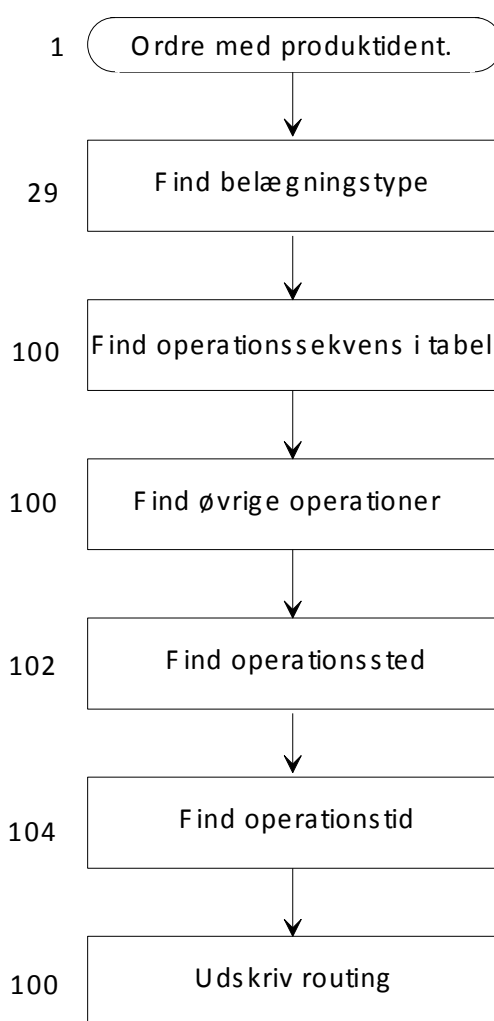 1 Ordre med produktident.
29 Find belægningstype
100 Find operationssekvens i tabel
100 Find øvrige operationer
102 Find operationssted
104 Find operationstid
100 Udskriv routing